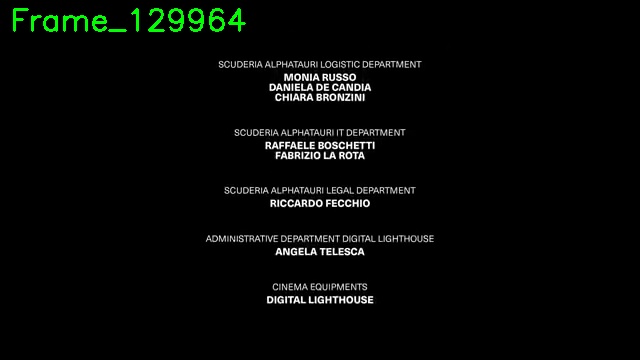 Frame_129964
SCUDERIA ALPHATAURI LOGISTIC DEPARTMENT
MONIA RUSSO
DANIELA DE CANDIA
CHIARA BRONZINI
SCUDERIA ALPHATAURI IT DEPARTMENT
RAFFAELE BOSCHETTI
FABRIZIO LA ROTA
SCUDERIA ALPHATAURI LEGAL DEPARTMENT
RICCARDO FECCHIO
ADMINISTRATIVE DEPARTMENT DIGITAL LIGHTHOUSE
ANGELA TELESCA
CINEMA EQUIPMENTS
DIGITAL LIGHTHOUSE